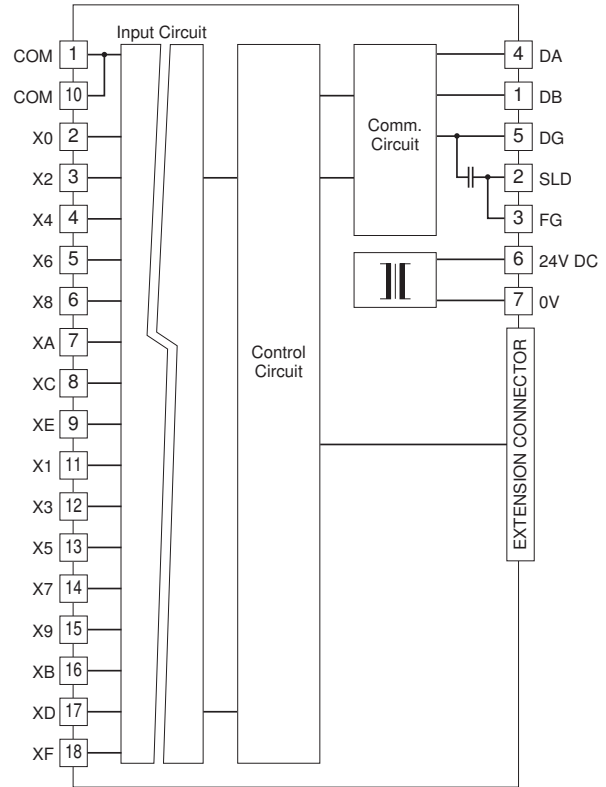 Input Circuit
COM 1
COM 10
X0 2
X2 3
X4 4
X6 5
X8 6
XA 7
XC 8
XE 9
X1 11
X3 12
X5 13
X7 14
X9 15
XB 16
XD 17
XF 18
Control
Circuit
Comm.
Circuit
4 DA
1 DB
5 DG
2 SLD
3 FG
6 24V DC
7 0V
EXTENSION CONNECTOR